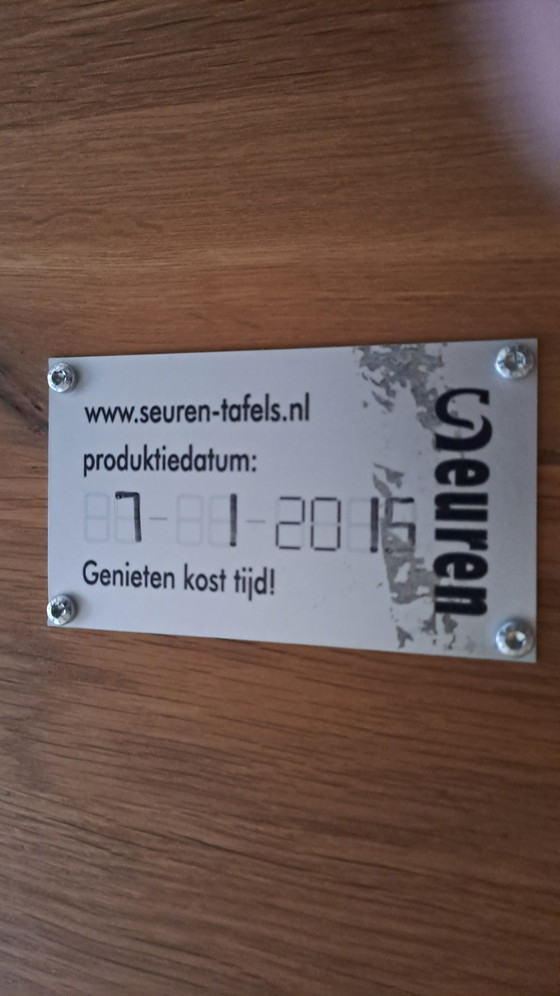 www.seuren-tafels.nl
produktiedatum:
7-1-2015
Genieten kost tijd!
Seuren